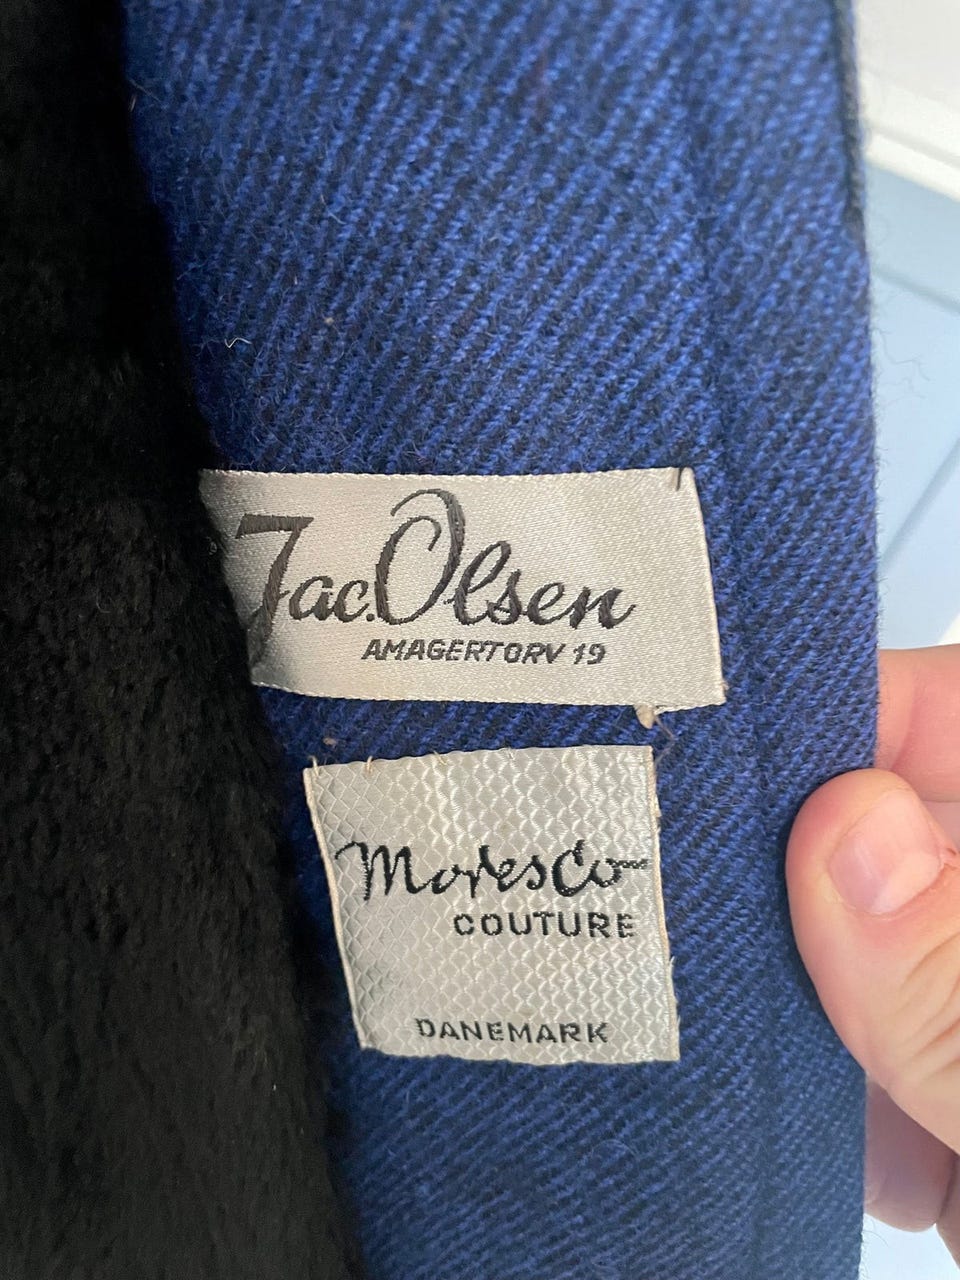 Jac. Olsen
AMAGERTORV 19
MoresCo
COUTURE
DANEMARK